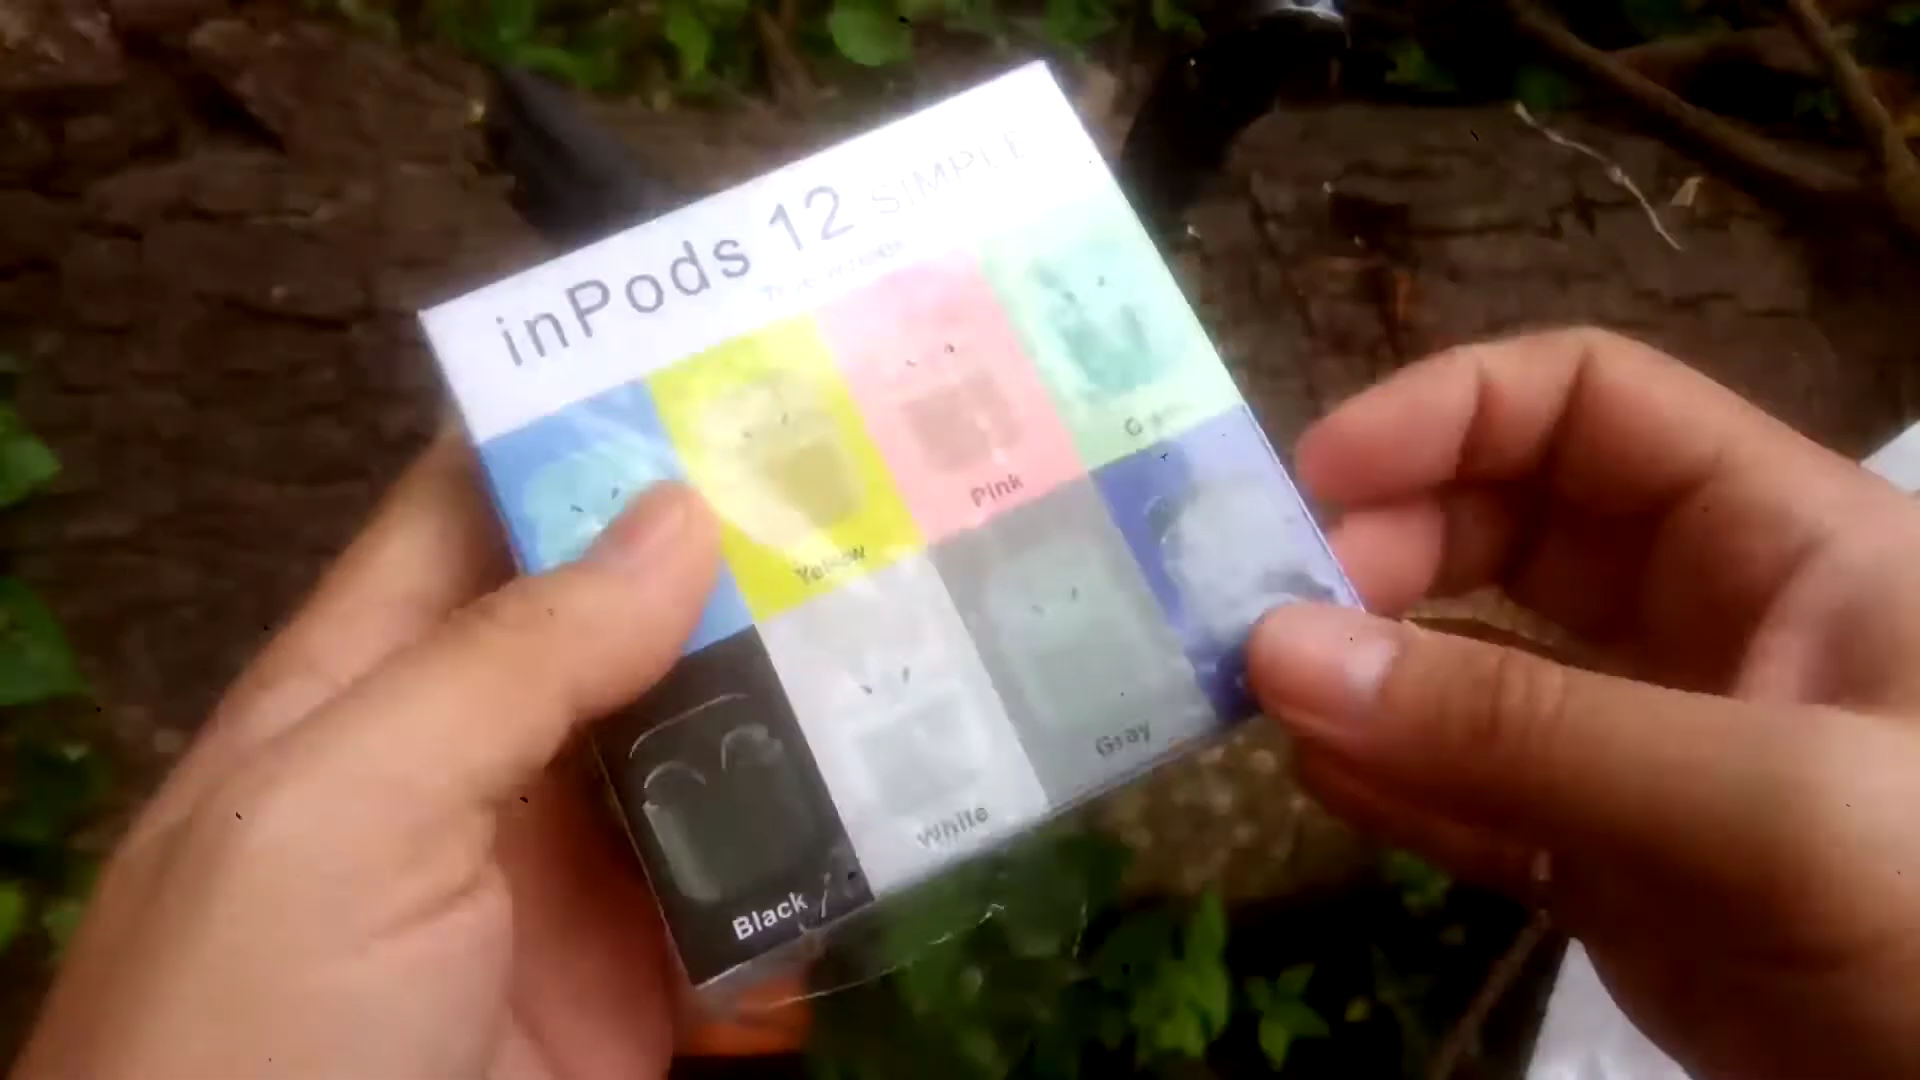 inPods 12 SIMPLE
Yellow
Pink
Black
White
Gray